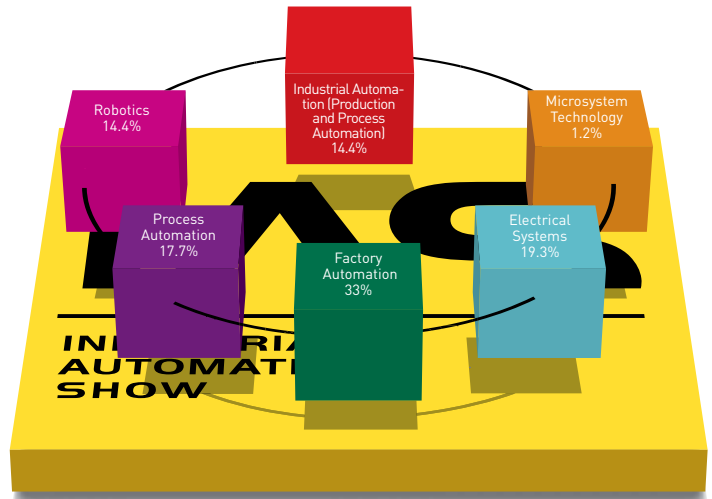 Industrial Automa-
tion (Production
and Process
Automation)
14.4%
Robotics
14.4%
Microsystem
Technology
1.2%
Process
Automation
17.7%
Electrical
Systems
19.3%
Factory
Automation
33%
AUTOMATI
SHOW